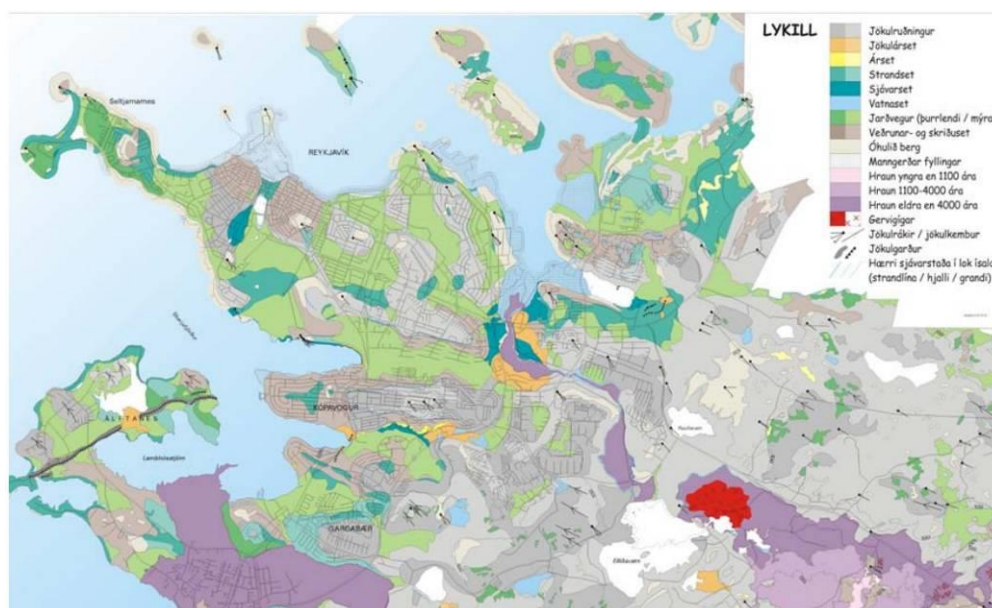 LYKILL
Jökulruðningur
Jökulárset
Árset
Strandset
Sjávarset
Vatnaset
Jarðvegur (þurrlendi / mýra
Veðrunar- og skriðuset
Óhulið berg
Manngerðar fyllingar
Hraun yngra en 1100 ára
Hraun 1100-4000 ára
Hraun eldra en 4000 ára
Gervigígar
Jökulrákir / jökulkembur
Jökulgarður
Hærri sjávarstaða í lok ísald
(strandlína / hjalli / grandi)
Seltjarnarnes
REYKJAVÍK
ÁLFTANES
KÓPAVOGUR
GARÐABÆR